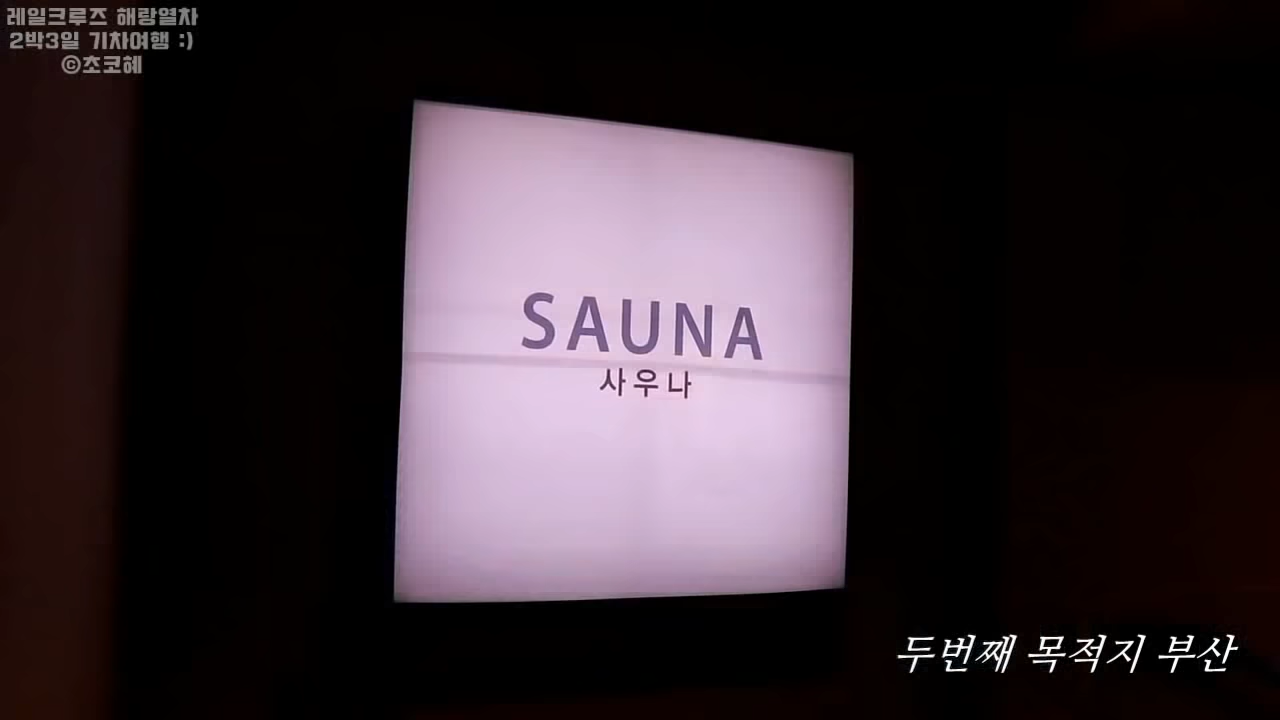 레일크루즈 해랑열차
2박3일 기차여행 :)
©초코헤
SAUNA
사우나
두번째 목적지 부산